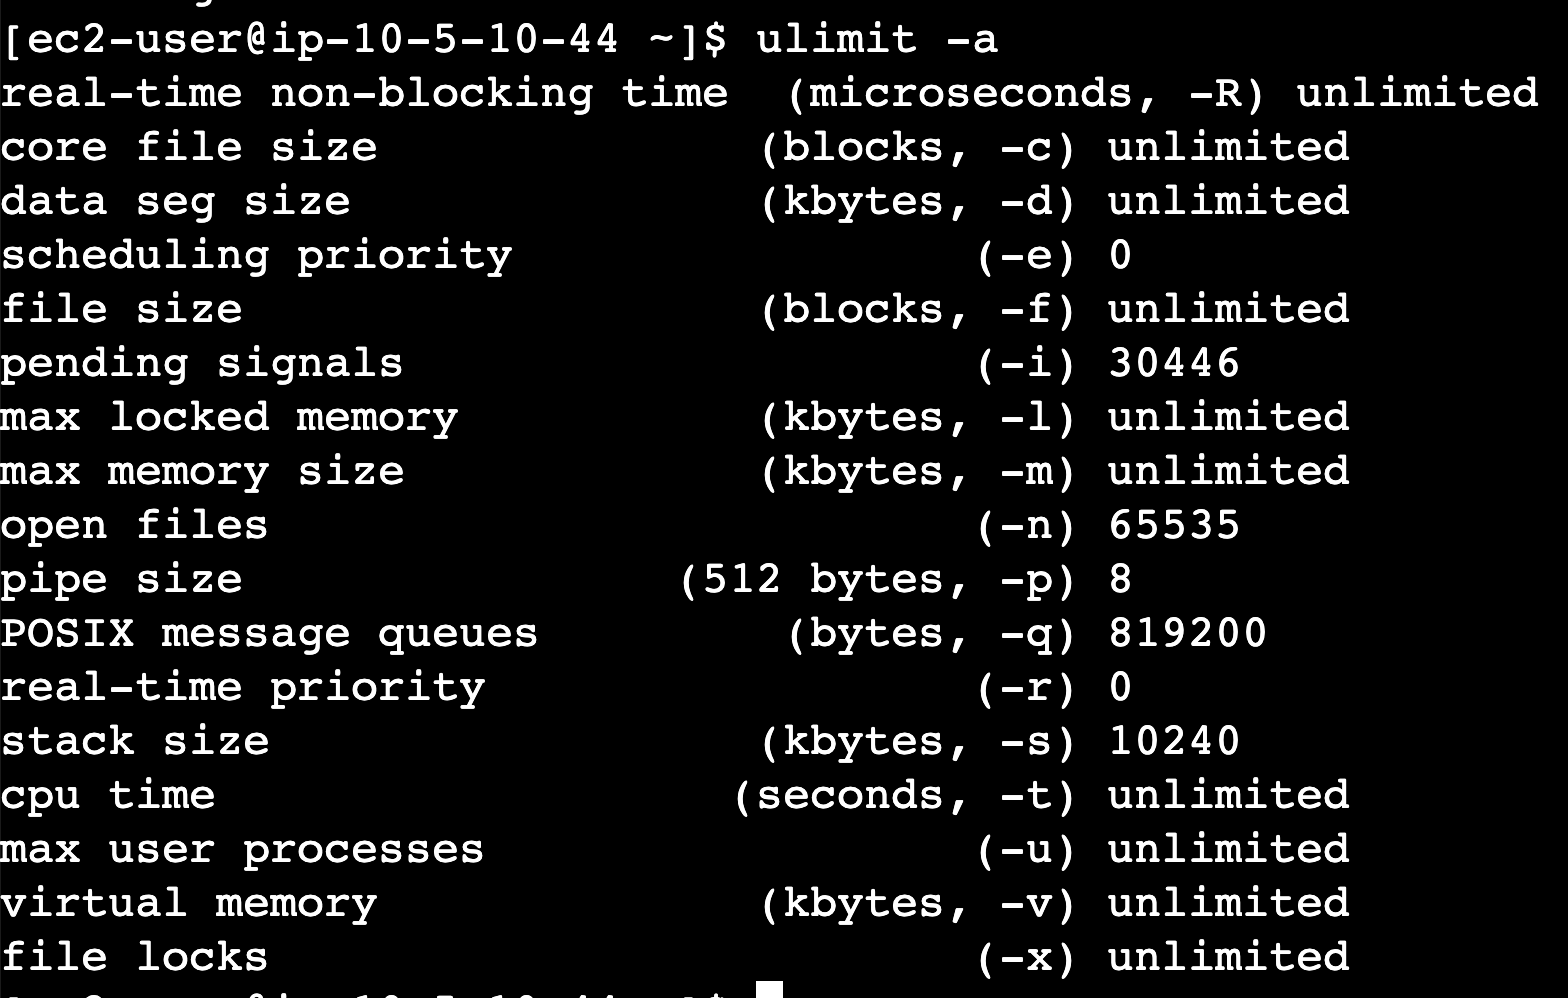 [ec2-user@ip-10-5-10-44 ~]$ ulimit -a
real-time non-blocking time  (microseconds, -R) unlimited
core file size              (blocks, -c) unlimited
data seg size               (kbytes, -d) unlimited
scheduling priority                 (-e) 0
file size                   (blocks, -f) unlimited
pending signals                     (-i) 30446
max locked memory           (kbytes, -l) unlimited
max memory size             (kbytes, -m) unlimited
open files                          (-n) 65535
pipe size                (512 bytes, -p) 8
POSIX message queues         (bytes, -q) 819200
real-time priority                  (-r) 0
stack size                  (kbytes, -s) 10240
cpu time                   (seconds, -t) unlimited
max user processes                  (-u) unlimited
virtual memory              (kbytes, -v) unlimited
file locks                          (-x) unlimited